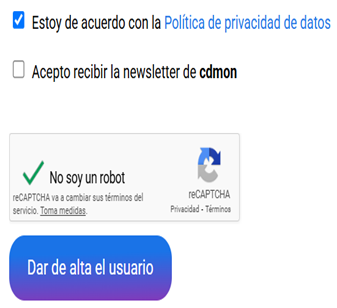 Estoy de acuerdo con la Política de privacidad de datos
Acepto recibir la newsletter de cdmon
No soy un robot
reCAPTCHA va a cambiar sus términos del
servicio. Toma medidas.
reCAPTCHA
Privacidad - Términos
Dar de alta el usuario